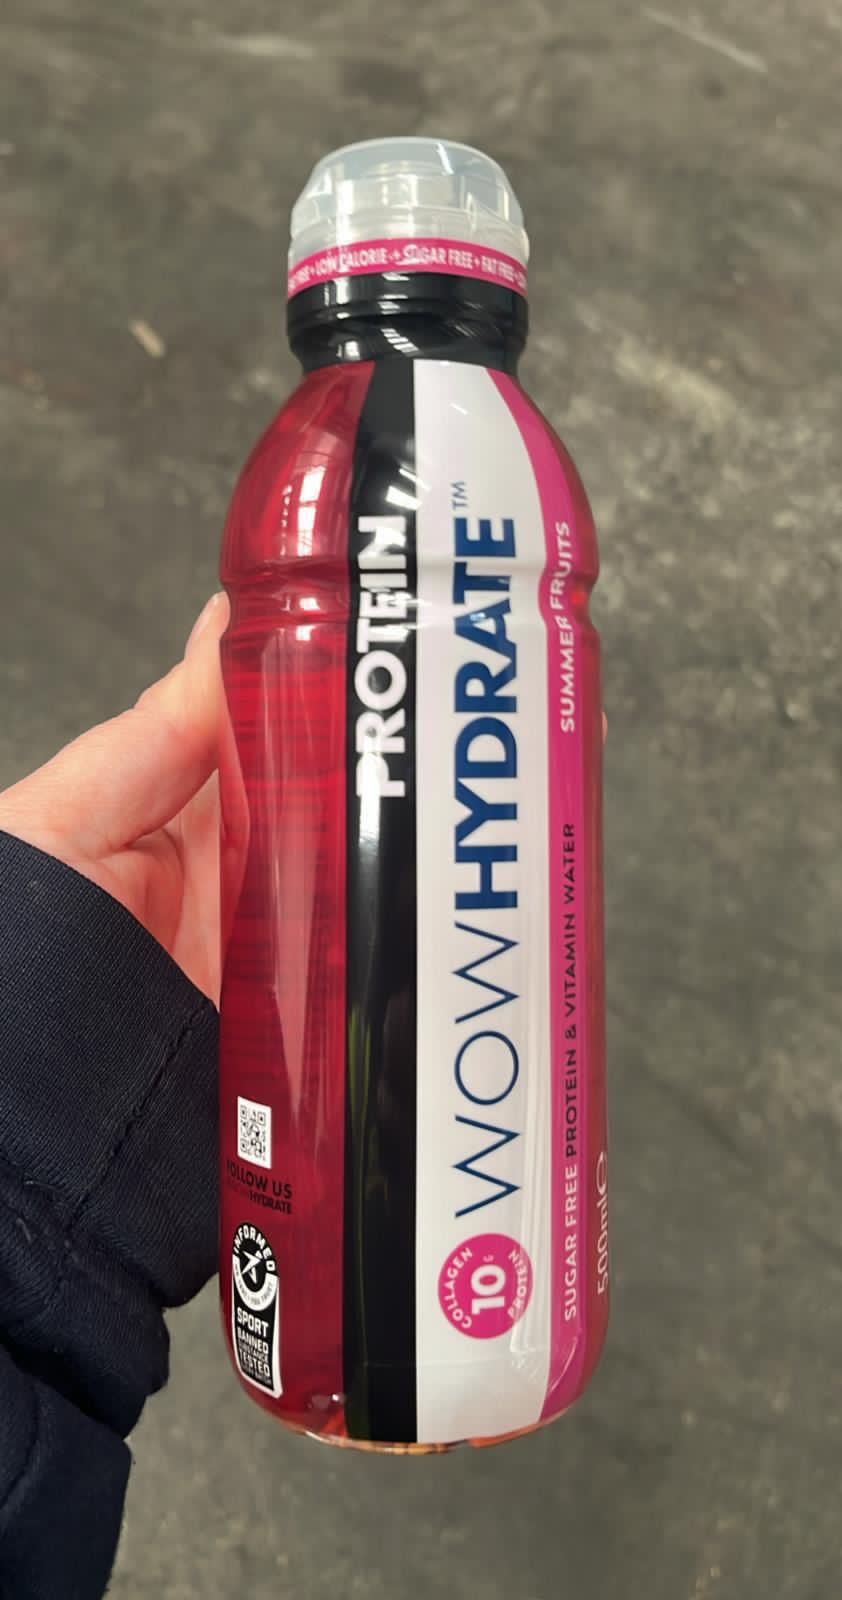 FREE + LOW CALORIE + SUGAR FREE + FAT FREE +
PROTEIN
WOWHYDRATE™
SUMMER FRUITS
SUGAR FREE PROTEIN & VITAMIN WATER
500ml℮
COLLAGEN
10g
PROTEIN
FOLLOW US
HYDRATE
INFORMED
SPORT
BANNED
SUBSTANCE
TESTED